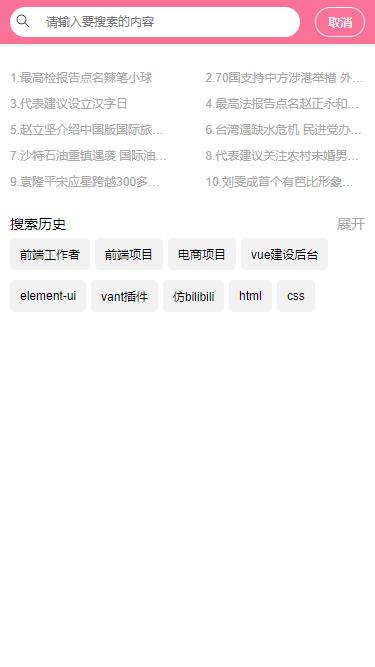 请输入要搜素的内容 取消
1.最高检报告点名辣笔小球 2.70国支持中方涉港举措 外...
3.代表建议设立汉字日 4.最高法报告点名赵正永和...
5.赵立坚介绍中国版国际旅... 6.台湾遇缺水危机 民进党办...
7.沙特石油重镇遇袭 国际油... 8.代表建议关注农村未婚男...
9.袁隆平宋应星跨越300多... 10.刘雯成首个有芭比形象...
搜索历史 展开
前端工作者 前端项目 电商项目 vue建设后台
element-ui vant插件 仿bilibili html css